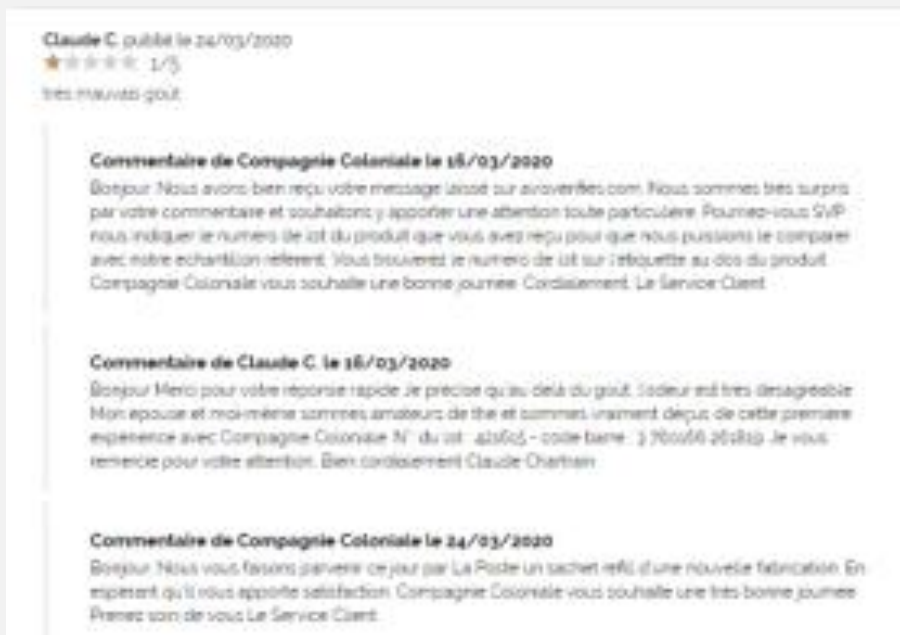 Claude C. publié le 24/03/2020
1/5
très mauvais goût
Commentaire de Compagnie Coloniale le 16/03/2020
Bonjour. Nous avons bien reçu votre message laissé sur avisverifies.com. Nous sommes très surpris
par votre commentaire et souhaitons y apporter une attention toute particulière. Pourriez-vous SVP
nous indiquer le numéro de lot du produit que vous avez reçu pour que nous puissions le comparer
avec notre échantillon référent. Vous trouverez le numéro de lot sur l'étiquette au dos du produit.
Compagnie Coloniale vous souhaite une bonne journée. Cordialement, Le Service Client
Commentaire de Claude C. le 16/03/2020
Bonjour Merci pour votre réponse rapide Je précise qu'au delà du goût, l'odeur est très désagréable
Mon épouse et moi-même sommes amateurs de thé et sommes vraiment déçus de cette première
expérience avec Compagnie Coloniale N° du lot : - code barre : Je vous
remercie pour votre attention. Bien cordialement Claude
Commentaire de Compagnie Coloniale le 24/03/2020
Bonjour. Nous vous faisons parvenir ce jour par La Poste un sachet refil d'une nouvelle fabrication. En
espérant qu'il vous apporte satisfaction. Compagnie Coloniale vous souhaite une très bonne journée
Prenez soin de vous Le Service Client